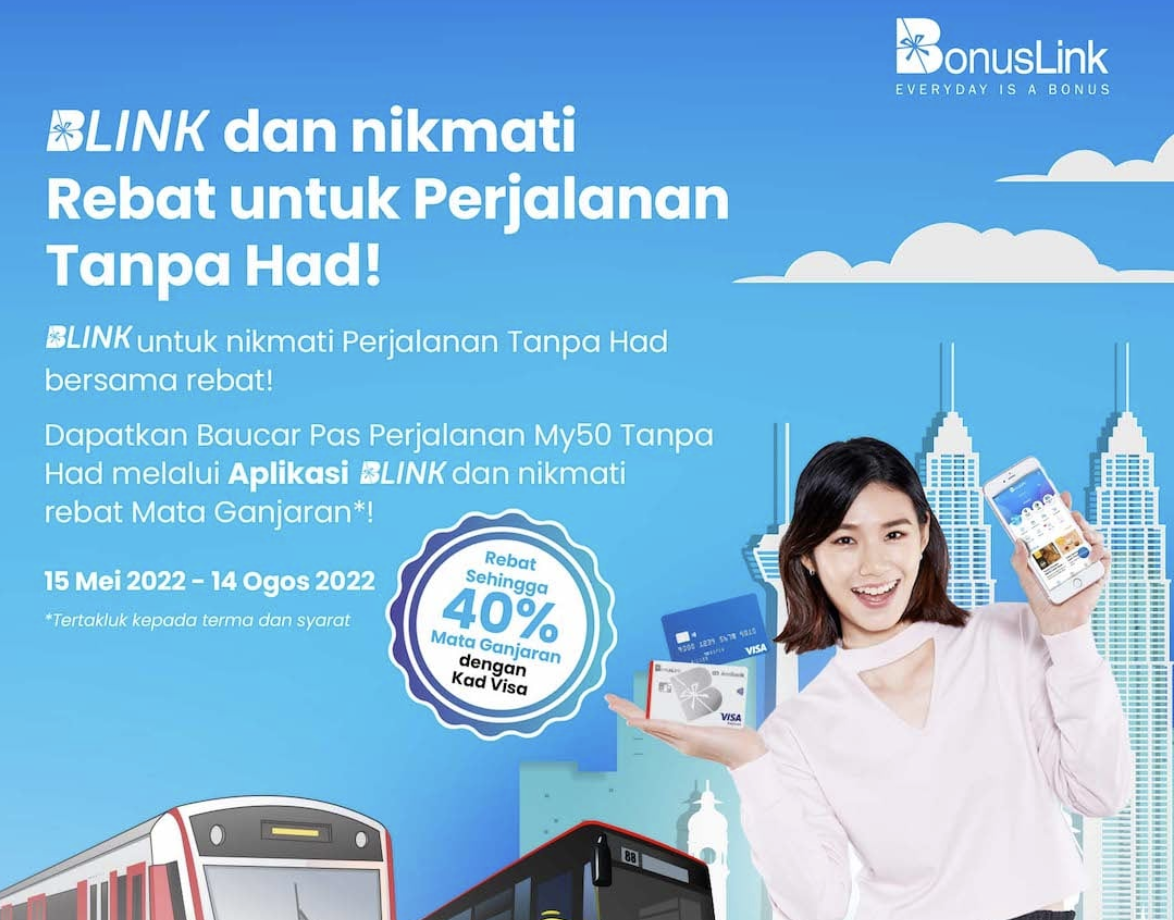 BonusLink
EVERYDAY IS A BONUS
BLINK dan nikmati
Rebat untuk Perjalanan
Tanpa Had!
BLINK untuk nikmati Perjalanan Tanpa Had
bersama rebat!
Dapatkan Baucar Pas Perjalanan My50 Tanpa
Had melalui Aplikasi BLINK dan nikmati
rebat Mata Ganjaran*!
15 Mei 2022 - 14 Ogos 2022
*Tertakluk kepada terma dan syarat
Rebat
Sehingga
40%
Mata Ganjaran
dengan
Kad Visa
VISA
BonusLink
AmBank
VISA
88